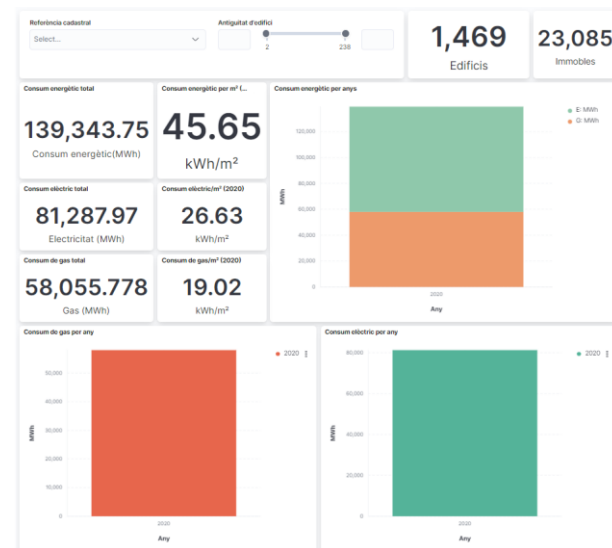 Referència cadastral
Select...
Antiguitat d'edifici
2
238
1,469
Edificis
23,085
Immobles
Consum energètic total
139,343.75
Consum energètic(MWh)
Consum energètic per m² (...
45.65
kWh/m²
Consum energètic per anys
E: MWh
G: MWh
120,000
100,000
80,000
60,000
40,000
20,000
0
MWh
2020
Any
Consum elèctric total
81,287.97
Electricitat (MWh)
Consum elèctric/m² (2020)
26.63
kWh/m²
Consum de gas total
58,055.778
Gas (MWh)
Consum de gas/m² (2020)
19.02
kWh/m²
Consum de gas per any
2020
50,000
40,000
30,000
20,000
10,000
0
MWh
2020
Any
Consum elèctric per any
2020
80,000
60,000
40,000
20,000
0
MWh
2020
Any